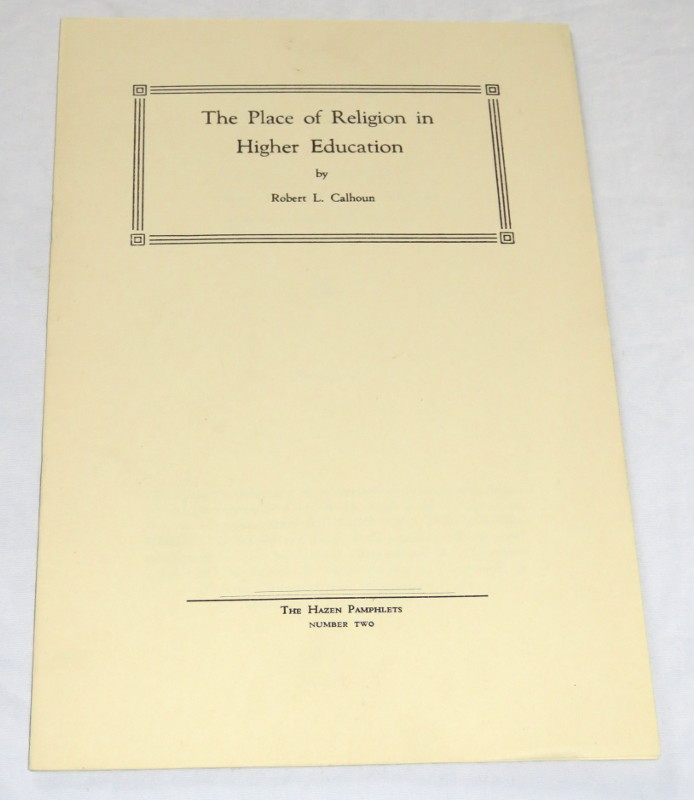 The Place of Religion in
Higher Education
by
Robert L. Calhoun
The Hazen Pamphlets
number two